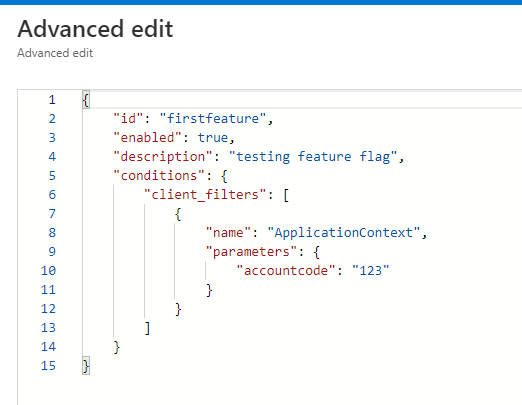 Advanced edit
Advanced edit
1 {
2 "id": "firstfeature",
3 "enabled": true,
4 "description": "testing feature flag",
5 "conditions": {
6 "client_filters": [
7 {
8 "name": "ApplicationContext",
9 "parameters": {
10 "accountcode": "123"
11 }
12 }
13 ]
14 }
15 }